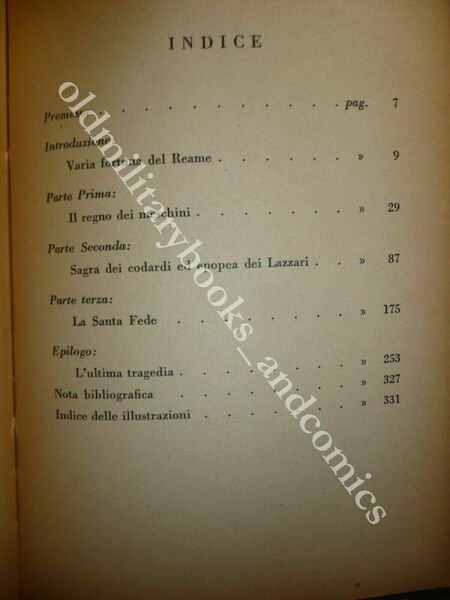 INDICE
Premessa . . . . . . . . . . pag. 7
Introduzione:
Varia fortuna del Reame . . . . . » 9
Parte Prima:
Il regno dei meschini . . . . . . » 29
Parte Seconda:
Sagra dei codardi ed epopea dei Lazzari . . » 87
Parte terza:
La Santa Fede . . . . . . . » 175
Epilogo:
L'ultima tragedia . . . . . . . » 253
Nota bibliografica . . . . . . . » 327
Indice delle illustrazioni . . . . . . » 331
oldmilitarybooks_andcomics